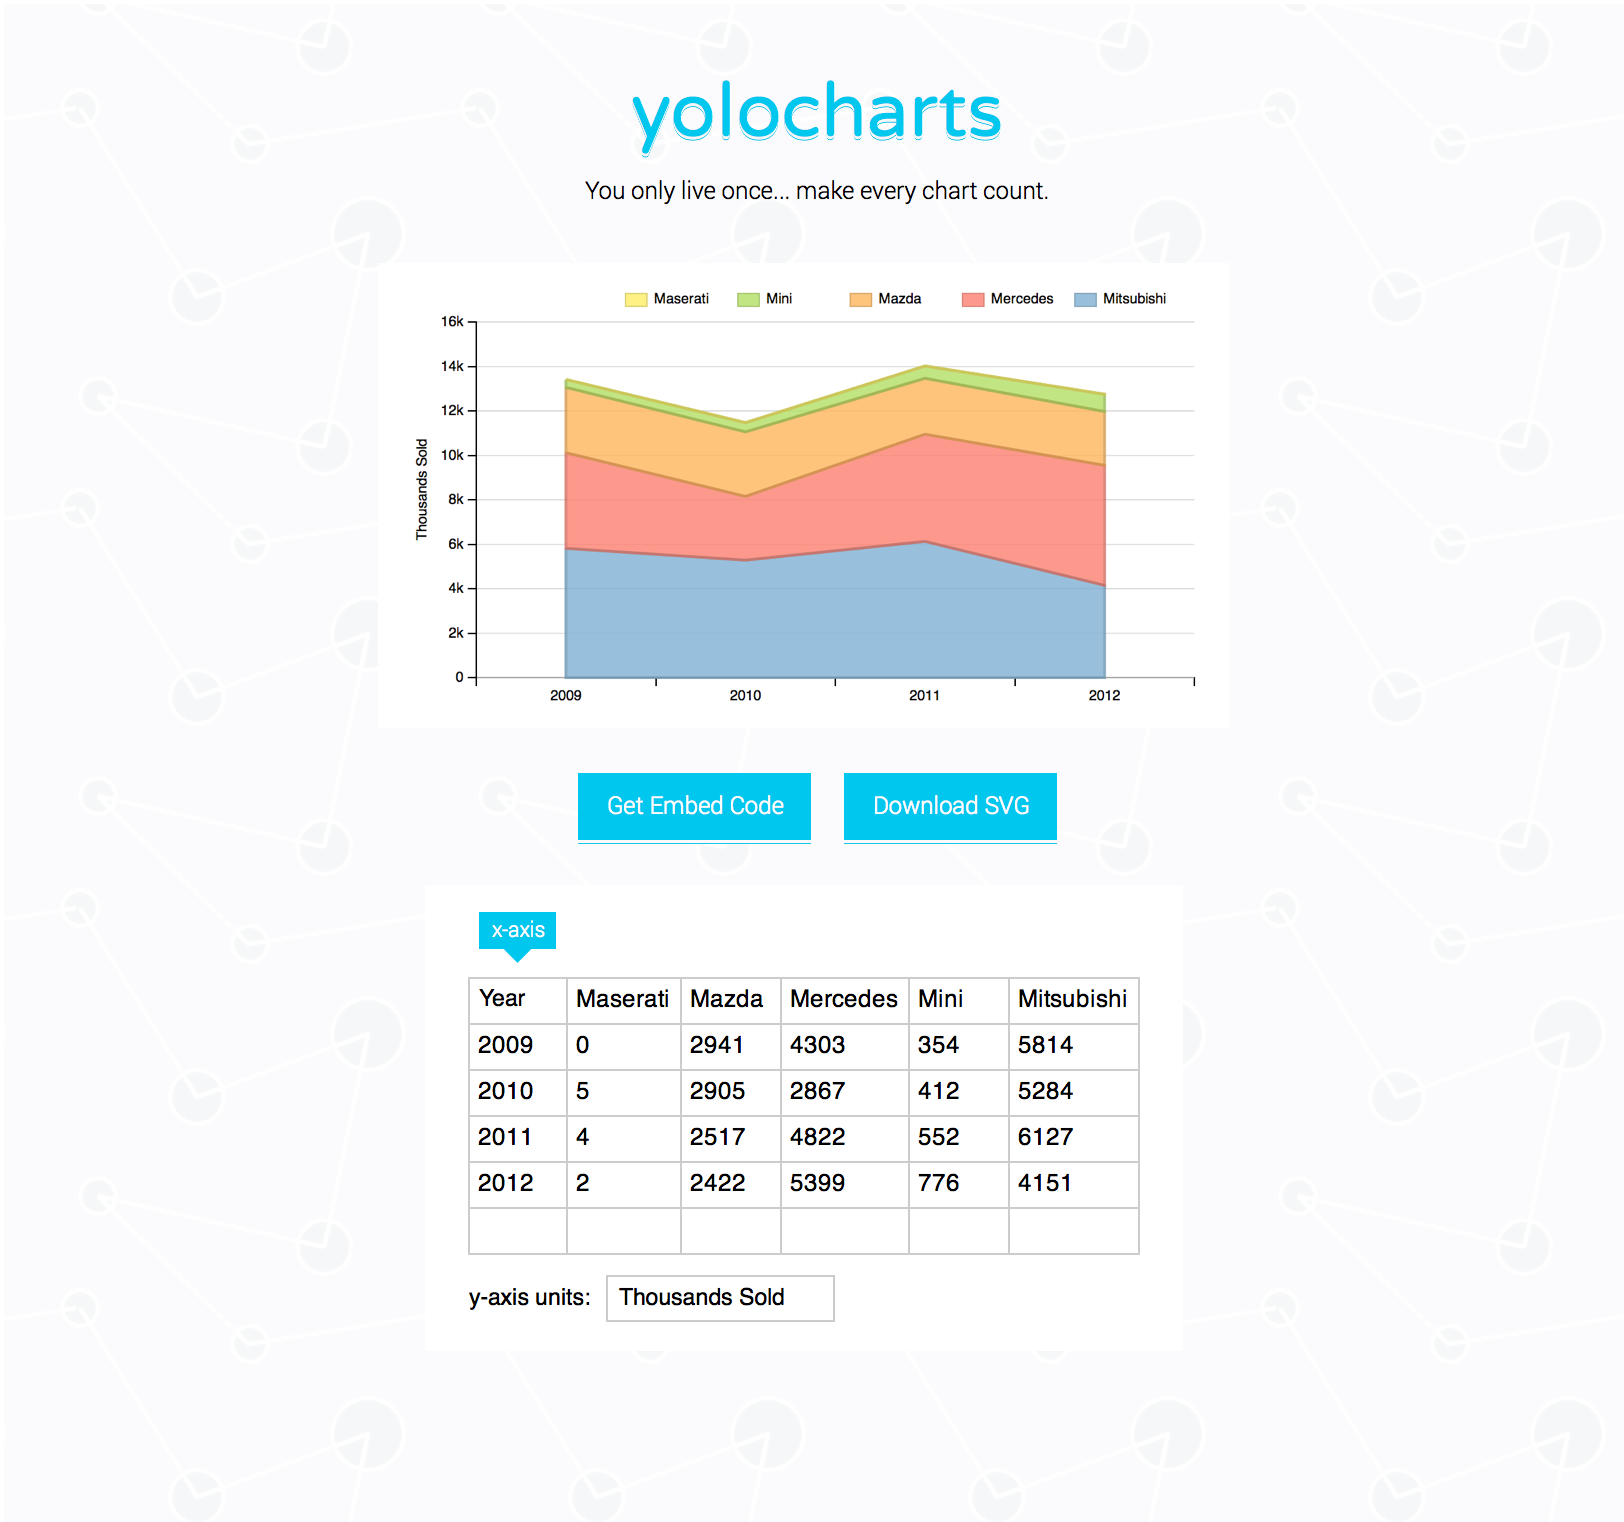 yolocharts
You only live once... make every chart count.
Maserati Mini Mazda Mercedes Mitsubishi
16k
14k
12k
10k
8k
6k
4k
2k
0
Thousands Sold
2009 2010 2011 2012
Get Embed Code Download SVG
x-axis
Year Maserati Mazda Mercedes Mini Mitsubishi
2009 0 2941 4303 354 5814
2010 5 2905 2867 412 5284
2011 4 2517 4822 552 6127
2012 2 2422 5399 776 4151
y-axis units: Thousands Sold